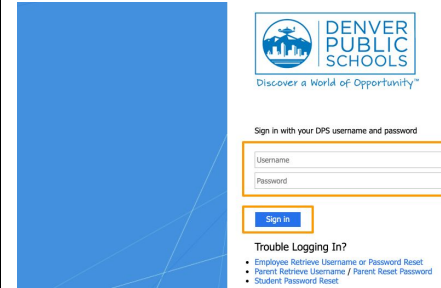 DENVER
PUBLIC
SCHOOLS
Discover a World of Opportunity™
Sign in with your DPS username and password
Username
Password
Sign in
Trouble Logging In?
• Employee Retrieve Username or Password Reset
• Parent Retrieve Username / Parent Reset Password
• Student Password Reset